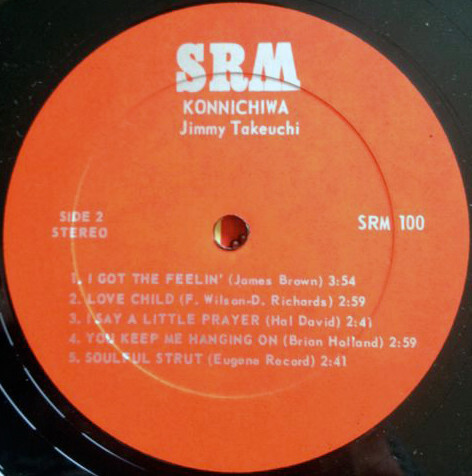 SRM
KONNICHIWA
Jimmy Takeuchi
SIDE 2
STEREO
SRM 100
1. I GOT THE FEELIN' (James Brown) 3:54
2. LOVE CHILD (F. Wilson-D. Richards) 2:59
3. I SAY A LITTLE PRAYER (Hal David) 2:41
4. YOU KEEP ME HANGING ON (Brian Holland) 2:59
5. SOULFUL STRUT (Eugene Record) 2:41